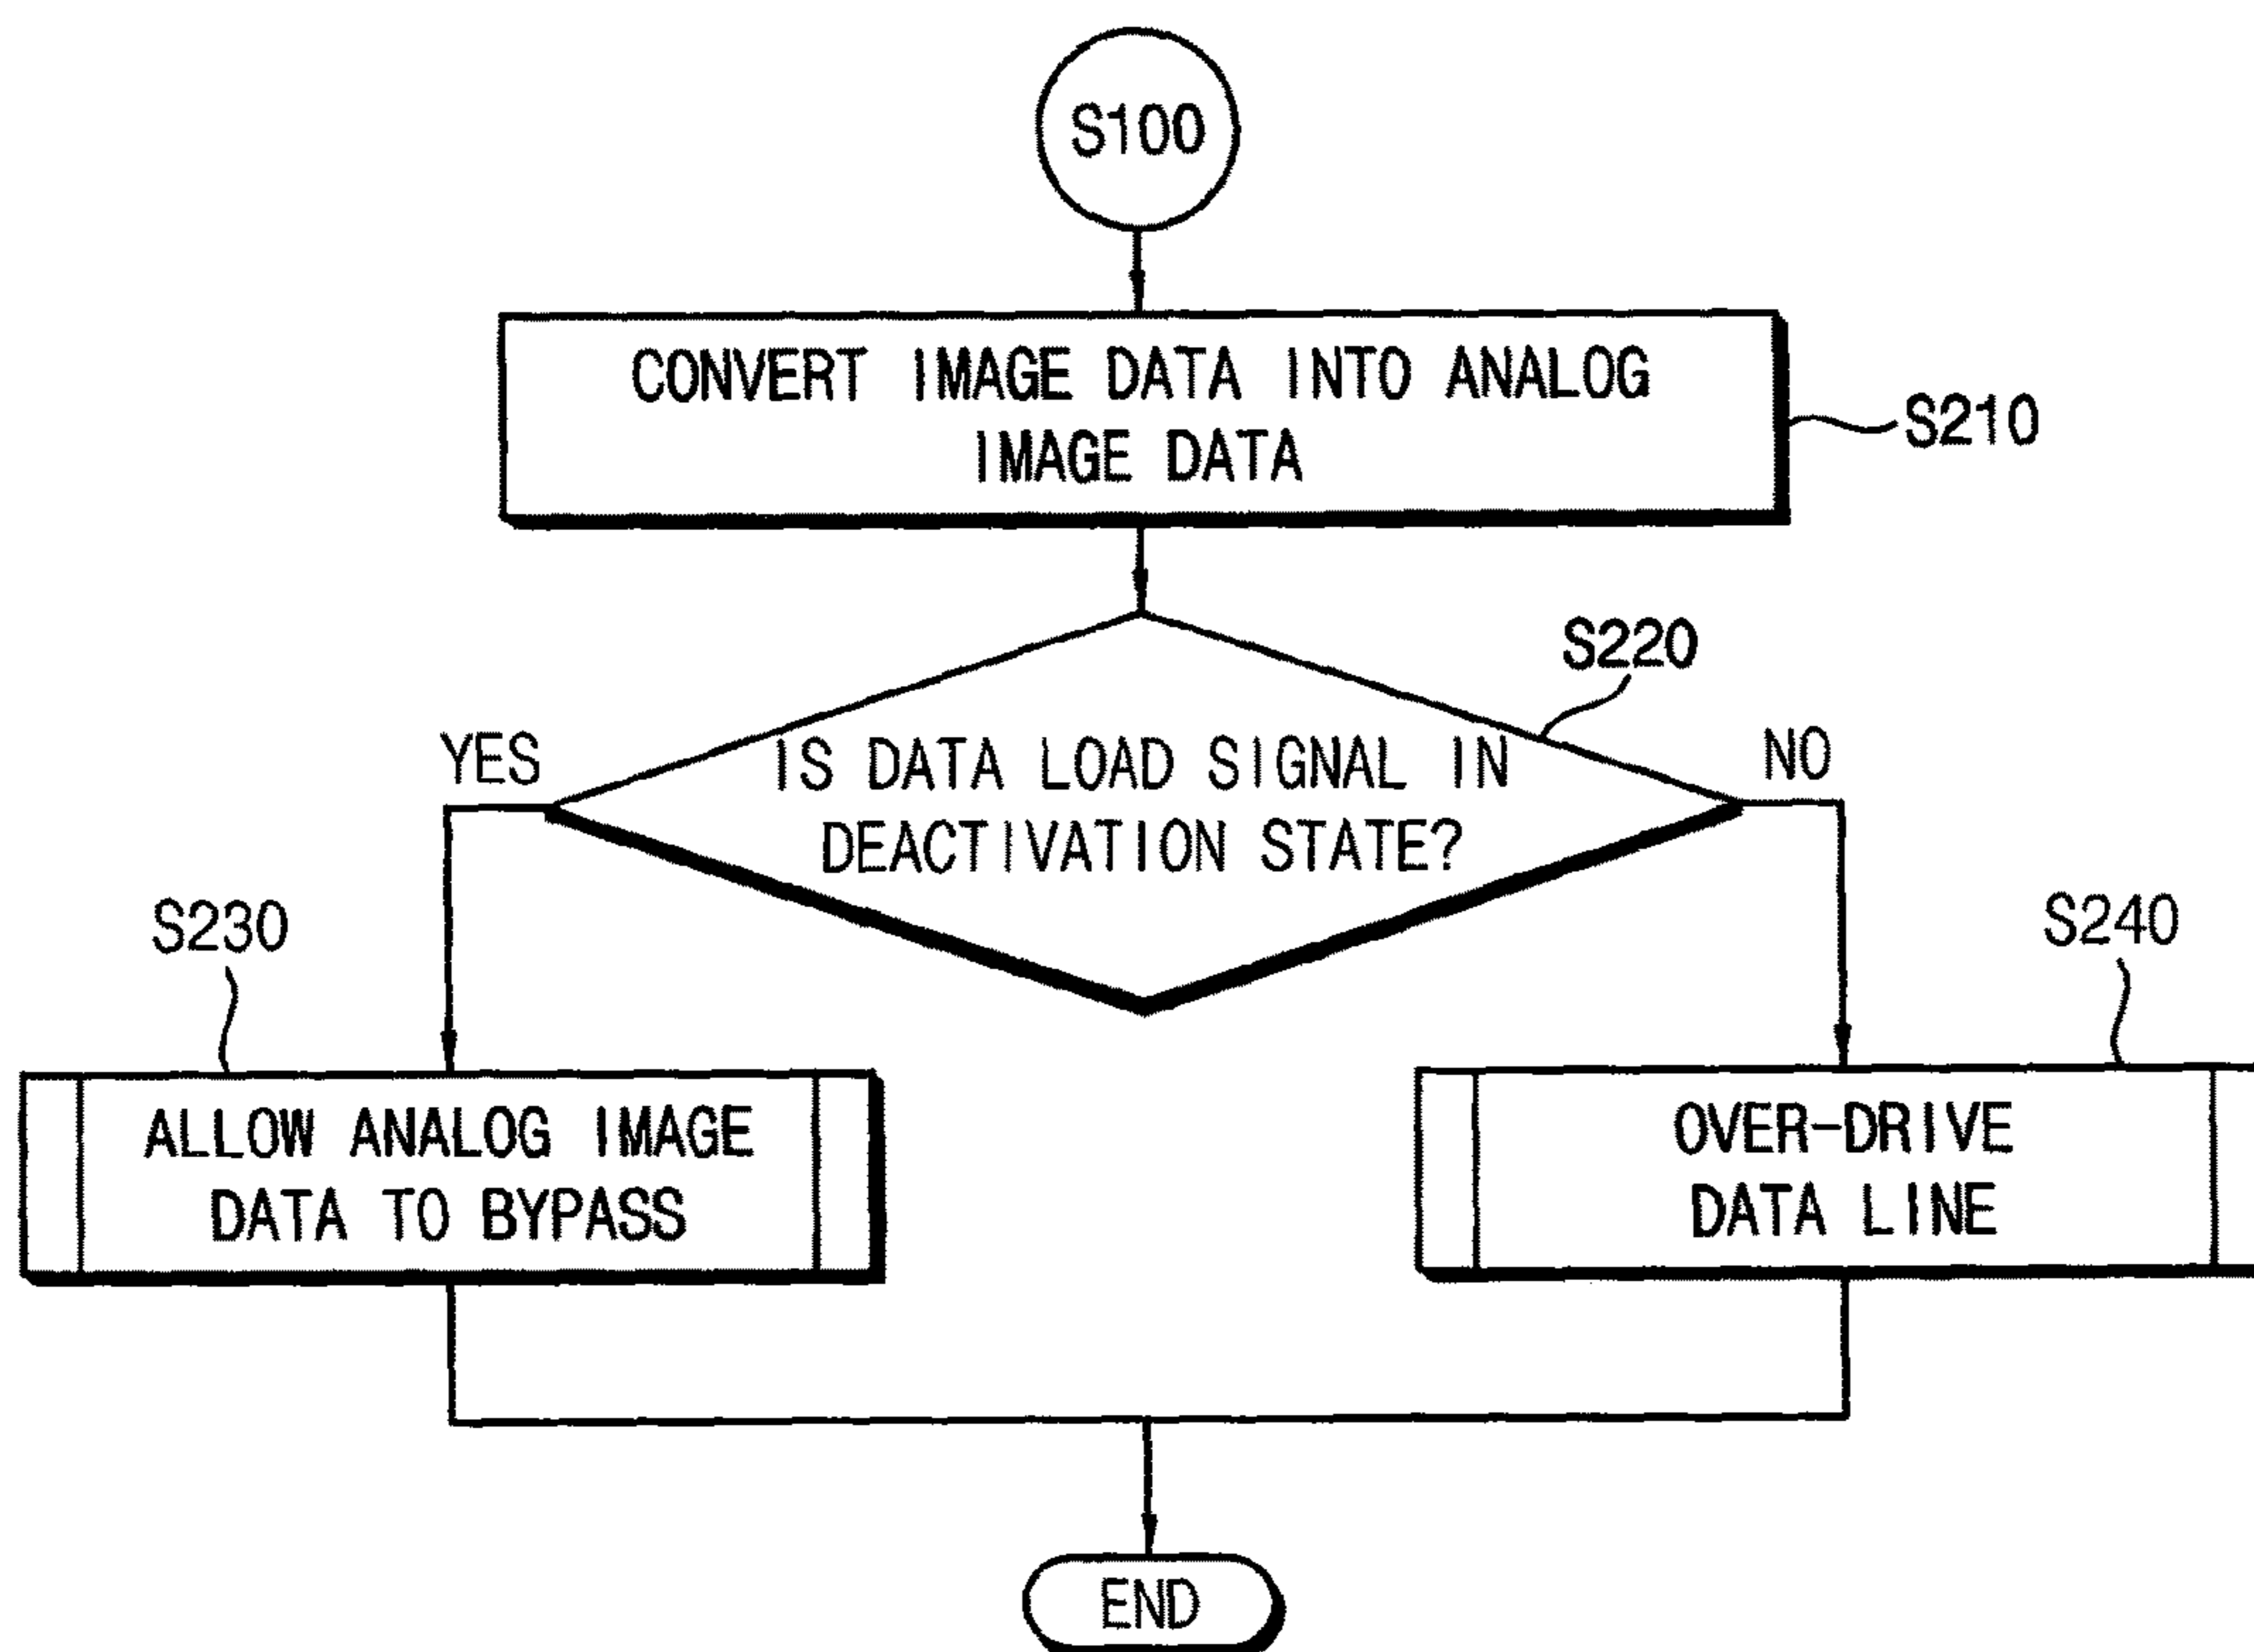 S100
CONVERT IMAGE DATA INTO ANALOG
IMAGE DATA
S210
S220
YES
NO
IS DATA LOAD SIGNAL IN
DEACTIVATION STATE?
S230
S240
ALLOW ANALOG IMAGE
DATA TO BYPASS
OVER-DRIVE
DATA LINE
END